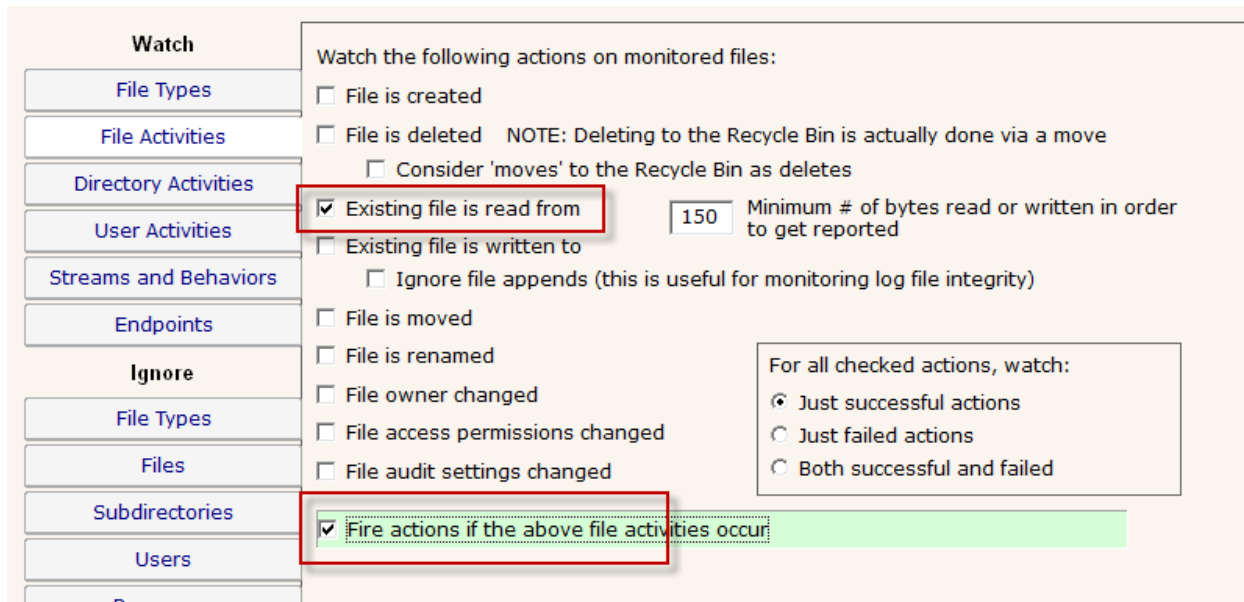 Watch
File Types
File Activities
Directory Activities
User Activities
Streams and Behaviors
Endpoints
Ignore
File Types
Files
Subdirectories
Users
Watch the following actions on monitored files:
File is created
File is deleted NOTE: Deleting to the Recycle Bin is actually done via a move
Consider 'moves' to the Recycle Bin as deletes
Existing file is read from
150
Minimum # of bytes read or written in order
to get reported
Existing file is written to
Ignore file appends (this is useful for monitoring log file integrity)
File is moved
File is renamed
File owner changed
File access permissions changed
File audit settings changed
For all checked actions, watch:
Just successful actions
Just failed actions
Both successful and failed
Fire actions if the above file activities occur